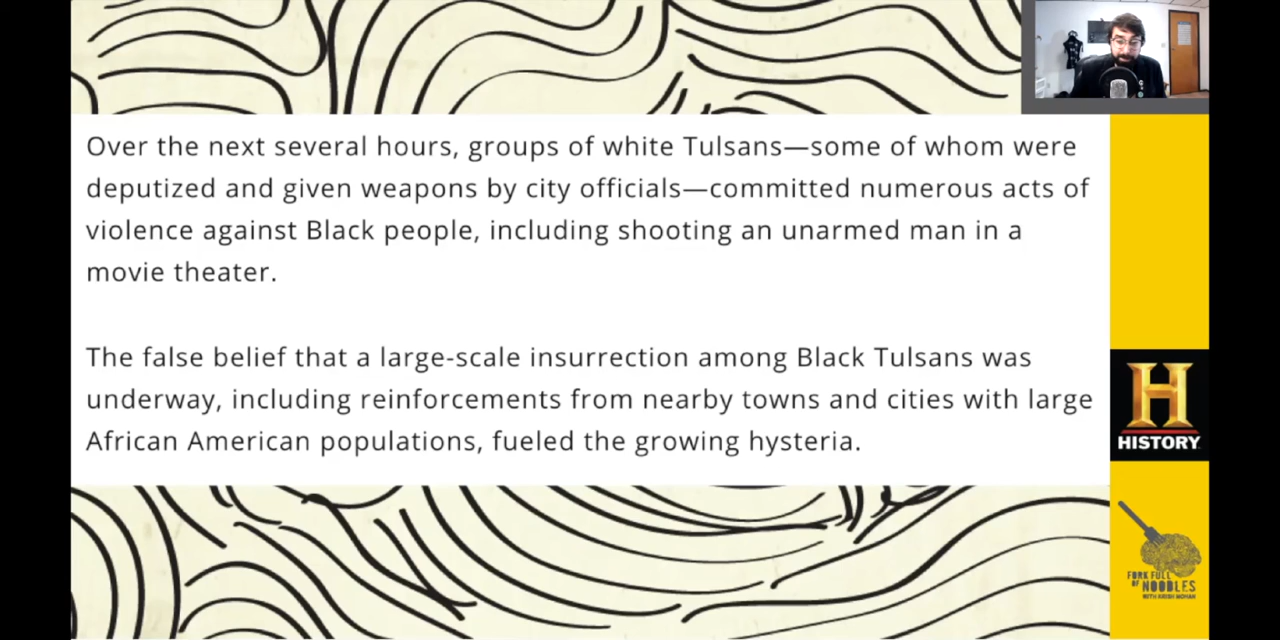 Over the next several hours, groups of white Tulsans—some of whom were
deputized and given weapons by city officials—committed numerous acts of
violence against Black people, including shooting an unarmed man in a
movie theater.
The false belief that a large-scale insurrection among Black Tulsans was
underway, including reinforcements from nearby towns and cities with large
African American populations, fueled the growing hysteria.
H
HISTORY
FORK FULL
OF NOODLES
WITH KRISH MOHAN